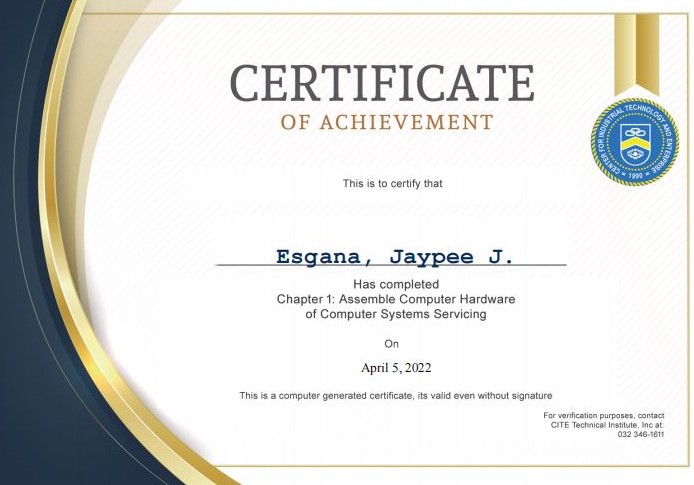 CERTIFICATE
OF ACHIEVEMENT
CENTER FOR INDUSTRIAL TECHNOLOGY AND ENTERPRISE
1990
This is to certify that
Esgana, Jaypee J.
Has completed
Chapter 1: Assemble Computer Hardware
of Computer Systems Servicing
On
April 5, 2022
This is a computer generated certificate, its valid even without signature
For verification purposes, contact
CITE Technical Institute, Inc at:
032 346-1611